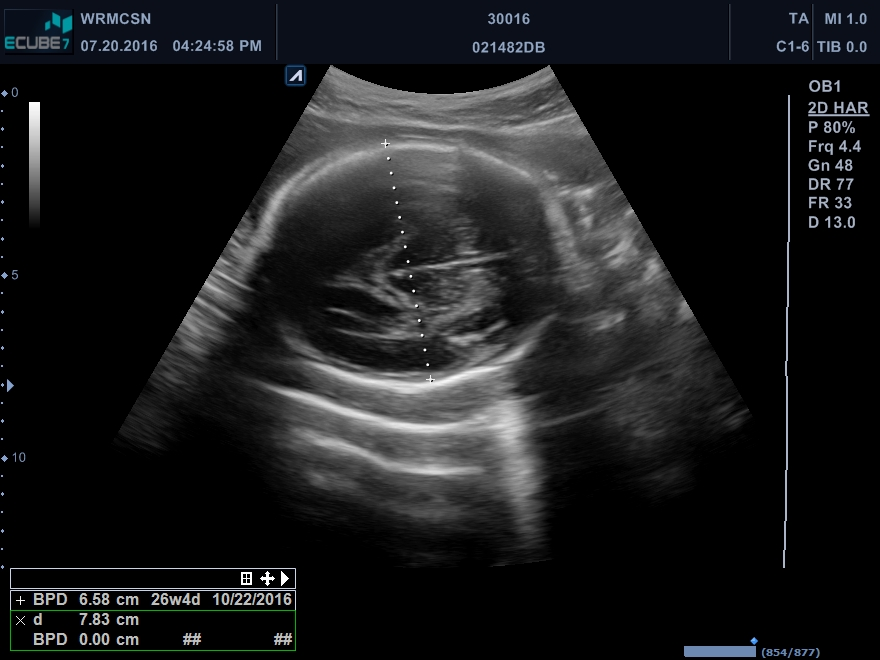 ECUBE7
WRMCSN
07.20.2016 04:24:58 PM
30016
021482DB
TA MI 1.0
C1-6 TIB 0.0
OB1
2D HAR
P 80%
Frq 4.4
Gn 48
DR 77
FR 33
D 13.0
0
5
10
+ BPD 6.58 cm 26w4d 10/22/2016
× d 7.83 cm
BPD 0.00 cm ## ##
(854/877)